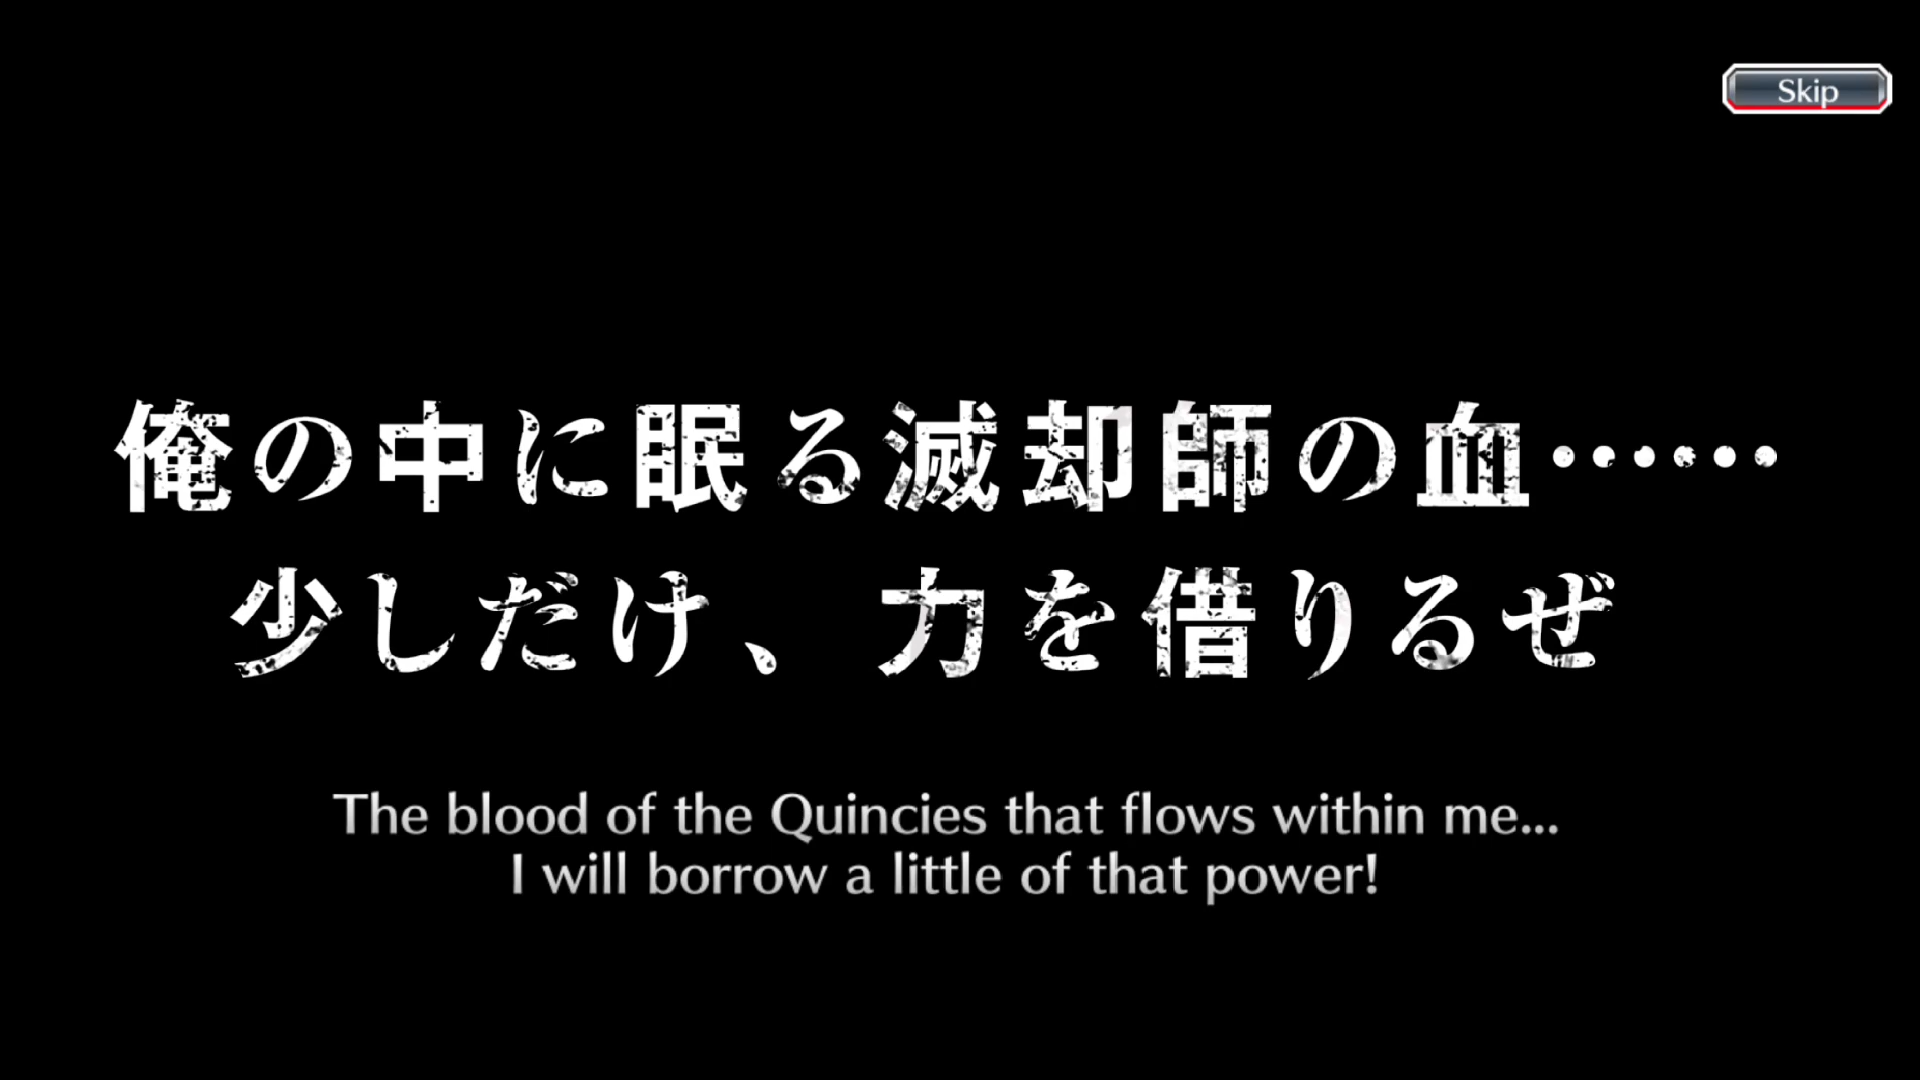 Skip
俺の中に眠る滅却師の血……
少しだけ、力を借りるぜ
The blood of the Quincies that flows within me...
I will borrow a little of that power!